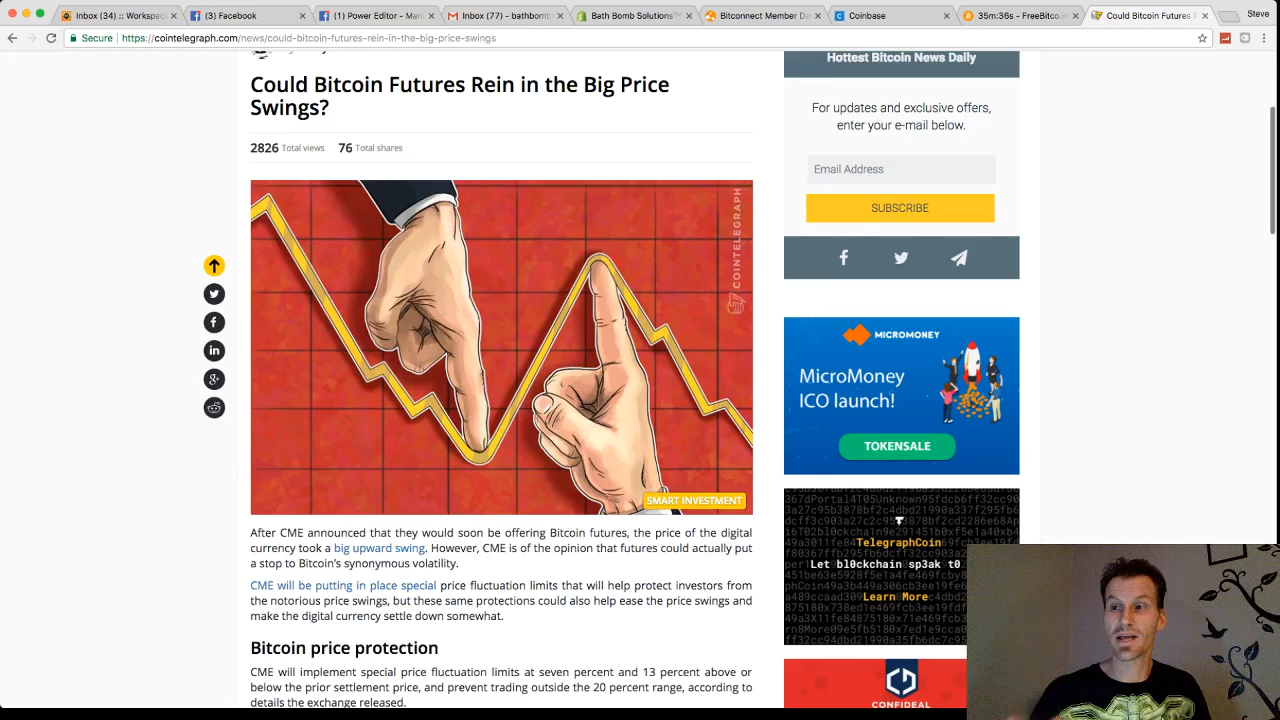 Inbox (34) - Workspac
(3) Facebook
(1) Power Editor - Man
Inbox (77) - bathbomb
Bath Bomb Solutions™
Bitconnect Member Da
Coinbase
35m:36s - FreeBitco.in
Could Bitcoin Futures R
Steve
Secure
https://cointelegraph.com/news/could-bitcoin-futures-rein-in-the-big-price-swings
Could Bitcoin Futures Rein in the Big Price
Swings?
2826 Total views 76 Total shares
COINTELEGRAPH
SMART INVESTMENT
After CME announced that they would soon be offering Bitcoin futures, the price of the digital
currency took a big upward swing. However, CME is of the opinion that futures could actually put
a stop to Bitcoin's synonymous volatility.
CME will be putting in place special price fluctuation limits that will help protect investors from
the notorious price swings, but these same protections could also help ease the price swings and
make the digital currency settle down somewhat.
Bitcoin price protection
CME will implement special price fluctuation limits at seven percent and 13 percent above or
below the prior settlement price, and prevent trading outside the 20 percent range, according to
details the exchange released.
Hottest Bitcoin News Daily
For updates and exclusive offers,
enter your e-mail below.
Email Address
SUBSCRIBE
MICROMONEY
MicroMoney
ICO launch!
TOKENSALE
TelegraphCoin
Let bl0ckchain sp3ak t0
Learn More
CONFIDEAL